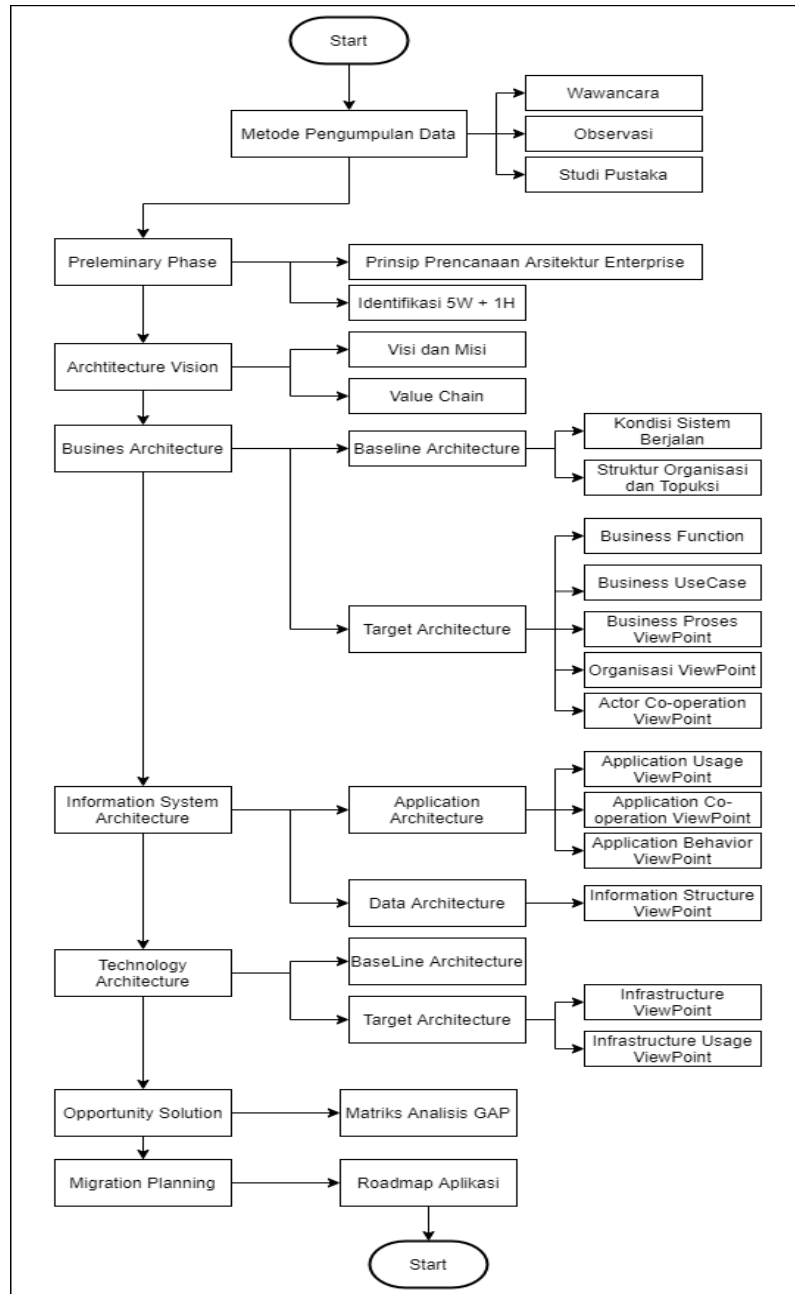 Start
Metode Pengumpulan Data
Wawancara
Observasi
Studi Pustaka
Preleminary Phase
Prinsip Prencanaan Arsitektur Enterprise
Identifikasi 5W + 1H
Archtitecture Vision
Visi dan Misi
Value Chain
Busines Architecture
Baseline Architecture
Kondisi Sistem
Berjalan
Struktur Organisasi
dan Topuksi
Target Architecture
Business Function
Business UseCase
Business Proses
ViewPoint
Organisasi ViewPoint
Actor Co-operation
ViewPoint
Information System
Architecture
Application
Architecture
Application Usage
ViewPoint
Application Co-
operation ViewPoint
Application Behavior
ViewPoint
Data Architecture
Information Structure
ViewPoint
Technology
Architecture
BaseLine Architecture
Target Architecture
Infrastructure
ViewPoint
Infrastructure Usage
ViewPoint
Opportunity Solution
Matriks Analisis GAP
Migration Planning
Roadmap Aplikasi
Start